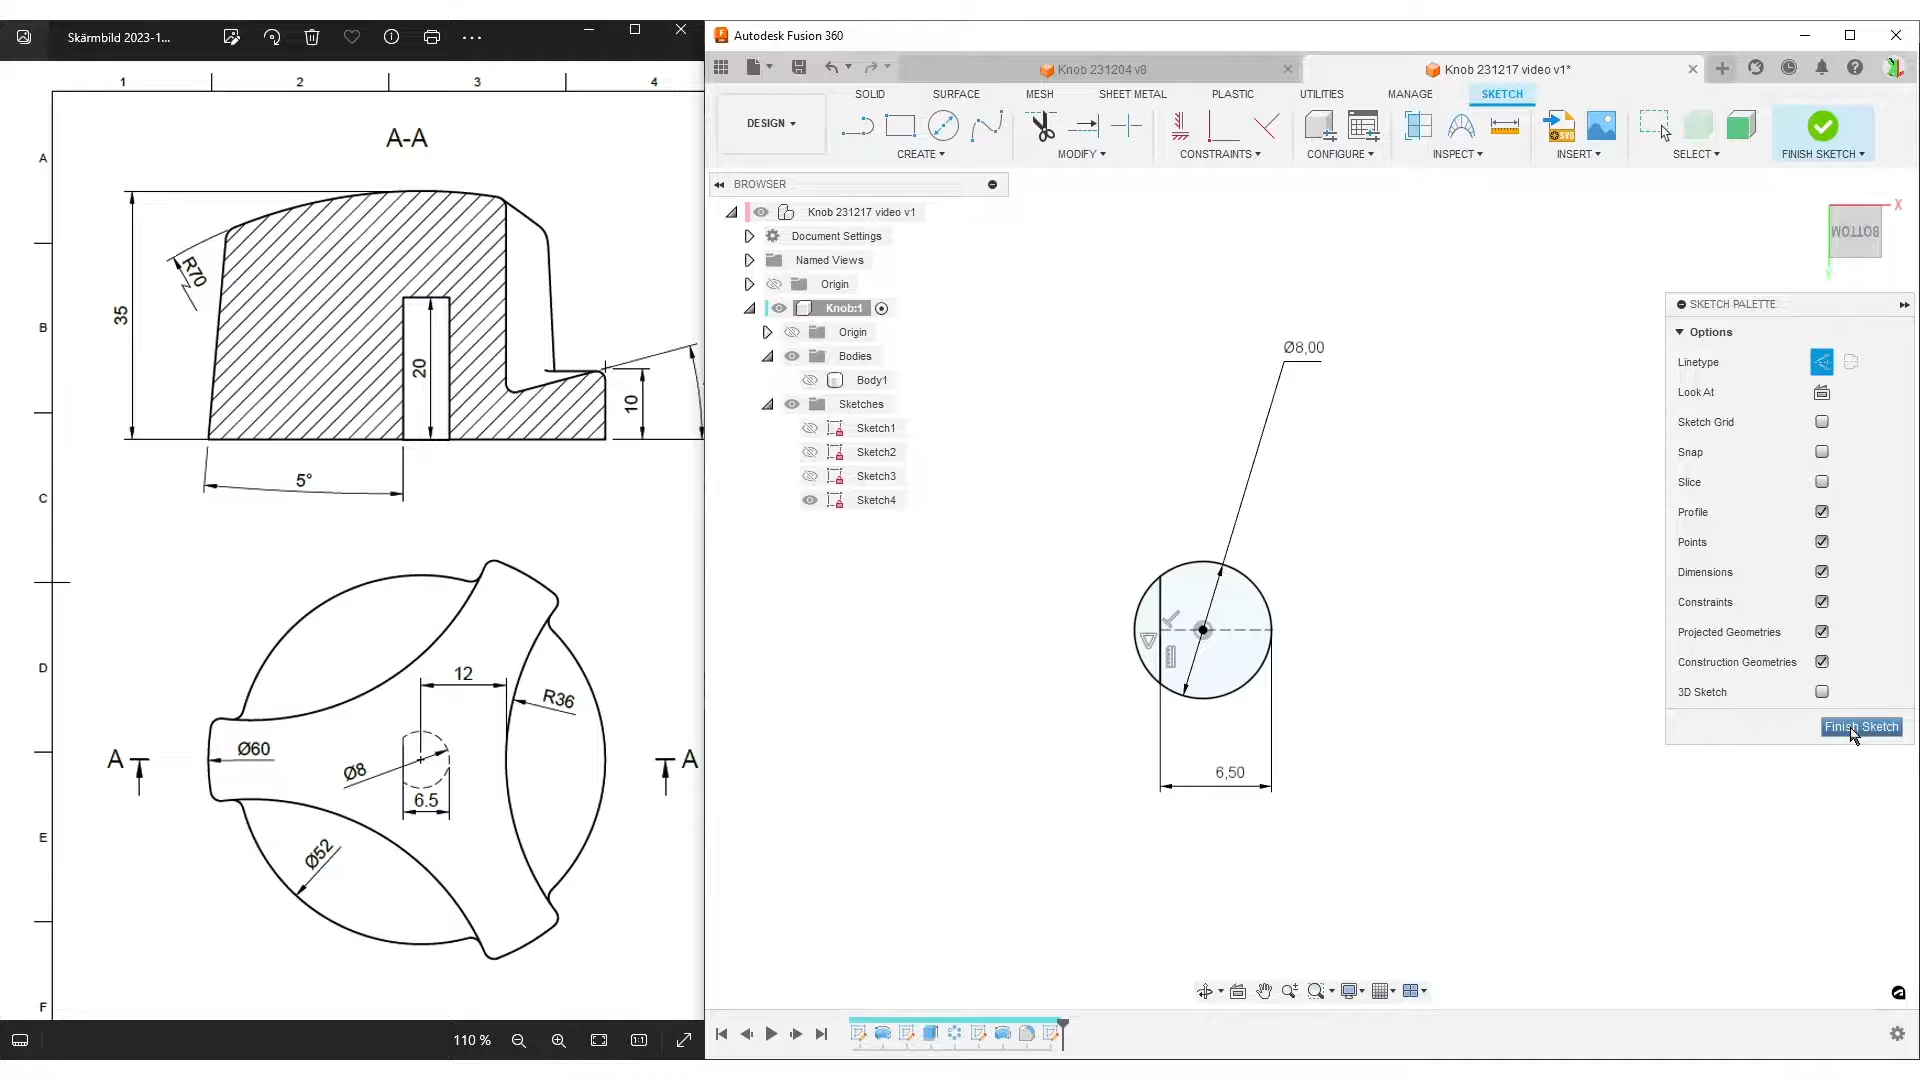 Skärmbild 2023-1...
1
2
3
4
A
B
C
D
E
F
A-A
R70
35
20
10
5°
12
R36
Ø60
Ø8
6.5
Ø52
A
A
110 %
1:1
Autodesk Fusion 360
Knob 231204 v8
Knob 231217 video v1*
SOLID
SURFACE
MESH
SHEET METAL
PLASTIC
UTILITIES
MANAGE
SKETCH
DESIGN
CREATE
MODIFY
CONSTRAINTS
CONFIGURE
INSPECT
INSERT
SELECT
FINISH SKETCH
SVG
BROWSER
Knob 231217 video v1
Document Settings
Named Views
Origin
Knob:1
Origin
Bodies
Body1
Sketches
Sketch1
Sketch2
Sketch3
Sketch4
Ø8,00
6,50
X
BOTTOM
SKETCH PALETTE
Options
Linetype
Look At
Sketch Grid
Snap
Slice
Profile
Points
Dimensions
Constraints
Projected Geometries
Construction Geometries
3D Sketch
Finish Sketch